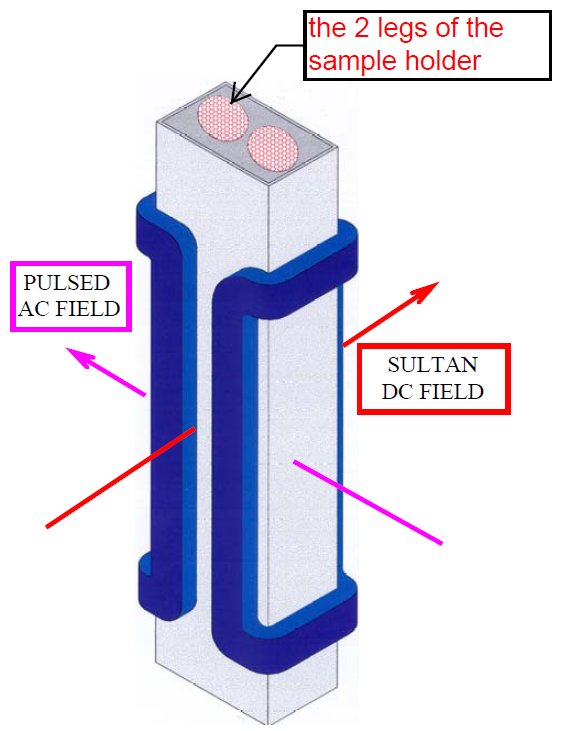 the 2 legs of the
sample holder
PULSED
AC FIELD
SULTAN
DC FIELD